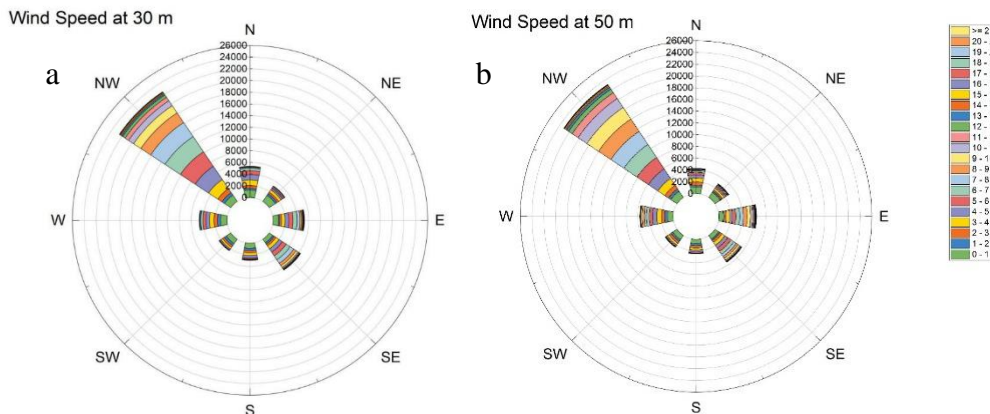 Wind Speed at 30 m
a
N
NE
E
SE
S
SW
W
NW
26000
24000
22000
20000
18000
16000
14000
12000
10000
8000
6000
4000
2000
0
Wind Speed at 50 m
b
N
NE
E
SE
S
SW
W
NW
26000
24000
22000
20000
18000
16000
14000
12000
10000
8000
6000
4000
2000
0
>= 2
20 -
19 -
18 -
17 -
16 -
15 -
14 -
13 -
12 -
11 -
10 -
9 - 1
8 - 9
7 - 8
6 - 7
5 - 6
4 - 5
3 - 4
2 - 3
1 - 2
0 - 1